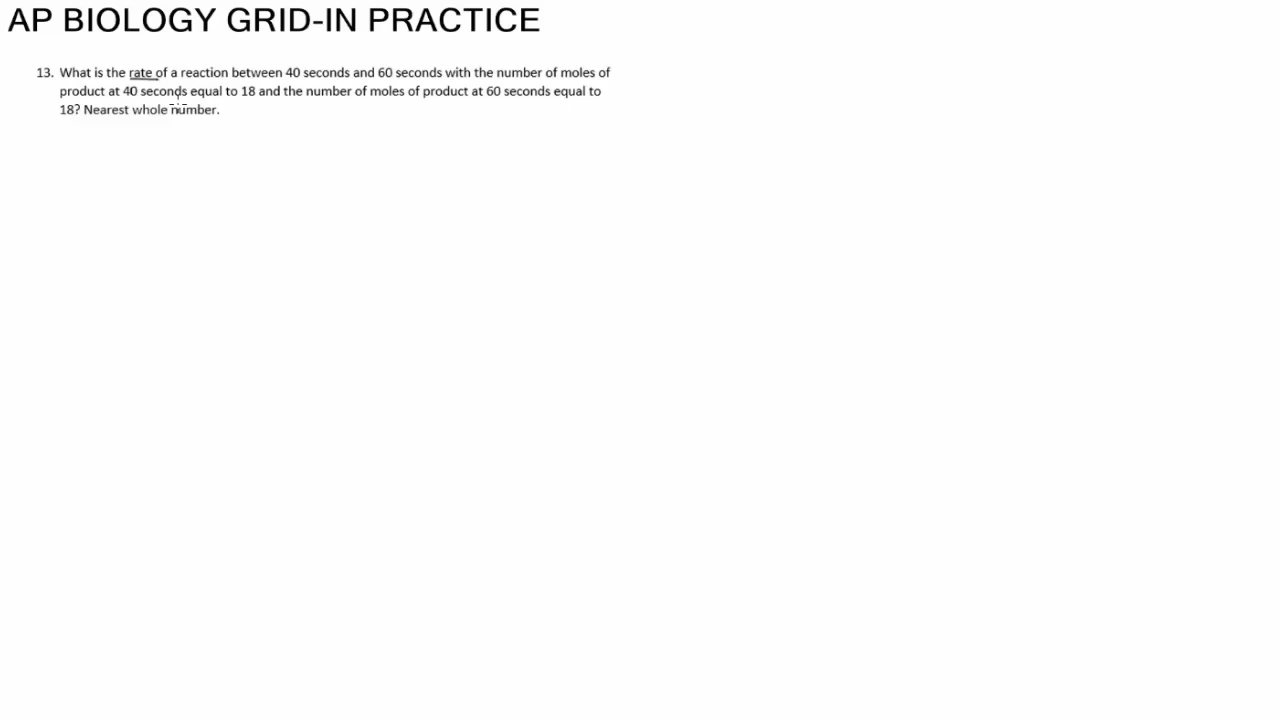 AP BIOLOGY GRID-IN PRACTICE
13. What is the rate of a reaction between 40 seconds and 60 seconds with the number of moles of
product at 40 seconds equal to 18 and the number of moles of product at 60 seconds equal to
18? Nearest whole number.